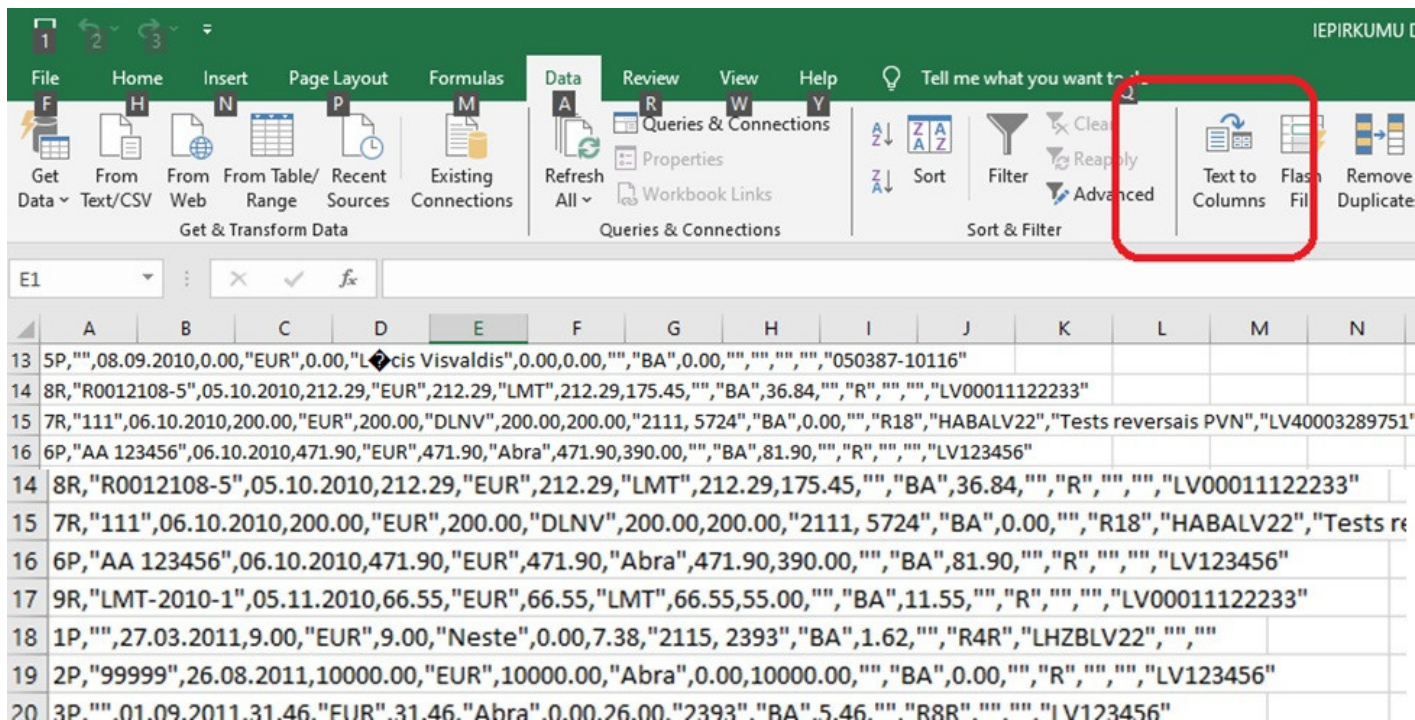 1 2 3
IEPIRKUMU D
File Home Insert Page Layout Formulas Data Review View Help Tell me what you want to
F H N P M A R W Y Q
Get Data From Text/CSV From Web From Table/ Range Recent Sources Existing Connections Refresh All Queries & Connections Properties Workbook Links Sort Filter Clear Reapply Advanced Text to Columns Flash Fill Remove Duplicate
Get & Transform Data Queries & Connections Sort & Filter
E1 fx
A B C D E F G H I J K L M N
13 5P,"",08.09.2010,0.00,"EUR",0.00,"L�cis Visvaldis",0.00,0.00,"","BA",0.00,"","","","","050387-10116"
14 8R,"R0012108-5",05.10.2010,212.29,"EUR",212.29,"LMT",212.29,175.45,"","BA",36.84,"","R","","","LV00011122233"
15 7R,"111",06.10.2010,200.00,"EUR",200.00,"DLNV",200.00,200.00,"2111, 5724","BA",0.00,"","R18","HABALV22","Tests reversais PVN","LV40003289751"
16 6P,"AA 123456",06.10.2010,471.90,"EUR",471.90,"Abra",471.90,390.00,"","BA",81.90,"","R","","","LV123456"
14 8R,"R0012108-5",05.10.2010,212.29,"EUR",212.29,"LMT",212.29,175.45,"","BA",36.84,"","R","","","LV00011122233"
15 7R,"111",06.10.2010,200.00,"EUR",200.00,"DLNV",200.00,200.00,"2111, 5724","BA",0.00,"","R18","HABALV22","Tests re
16 6P,"AA 123456",06.10.2010,471.90,"EUR",471.90,"Abra",471.90,390.00,"","BA",81.90,"","R","","","LV123456"
17 9R,"LMT-2010-1",05.11.2010,66.55,"EUR",66.55,"LMT",66.55,55.00,"","BA",11.55,"","R","","","LV00011122233"
18 1P,"",27.03.2011,9.00,"EUR",9.00,"Neste",0.00,7.38,"2115, 2393","BA",1.62,"","R4R","LHZBLV22","",""
19 2P,"99999",26.08.2011,10000.00,"EUR",10000.00,"Abra",0.00,10000.00,"","BA",0.00,"","R","","","LV123456"
20 3P,"",01.09.2011,31.46,"EUR",31.46,"Abra",0.00,26.00,"2393","BA",5.46,"","R8R","","","LV123456"